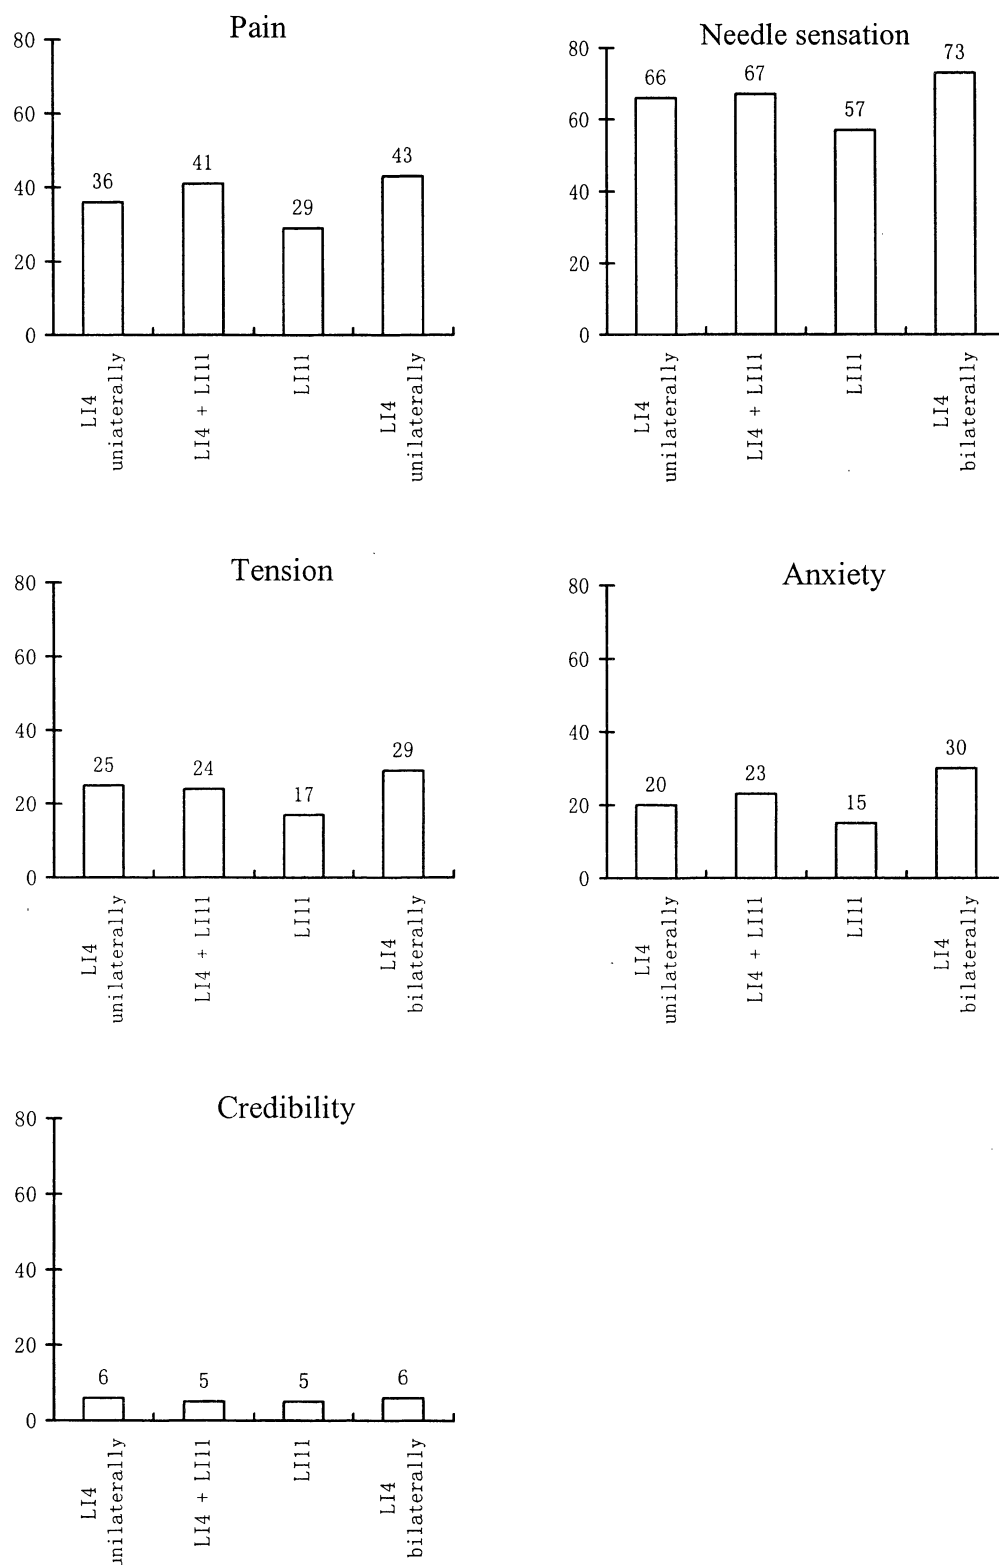 Pain
80
60
40
20
0
36
41
29
43
LI4
uniaterally
LI4 + LI11
LI11
LI4
unilaterally
Needle sensation
80
60
40
20
0
66
67
57
73
LI4
unilaterally
LI4 + LI11
LI11
LI4
bilaterally
Tension
80
60
40
20
0
25
24
17
29
LI4
unilaterally
LI4 + LI11
LI11
LI4
bilaterally
Anxiety
80
60
40
20
0
20
23
15
30
LI4
unilaterally
LI4 + LI11
LI11
LI4
bilaterally
Credibility
80
60
40
20
0
6
5
5
6
LI4
unilaterally
LI4 + LI11
LI11
LI4
bilaterally